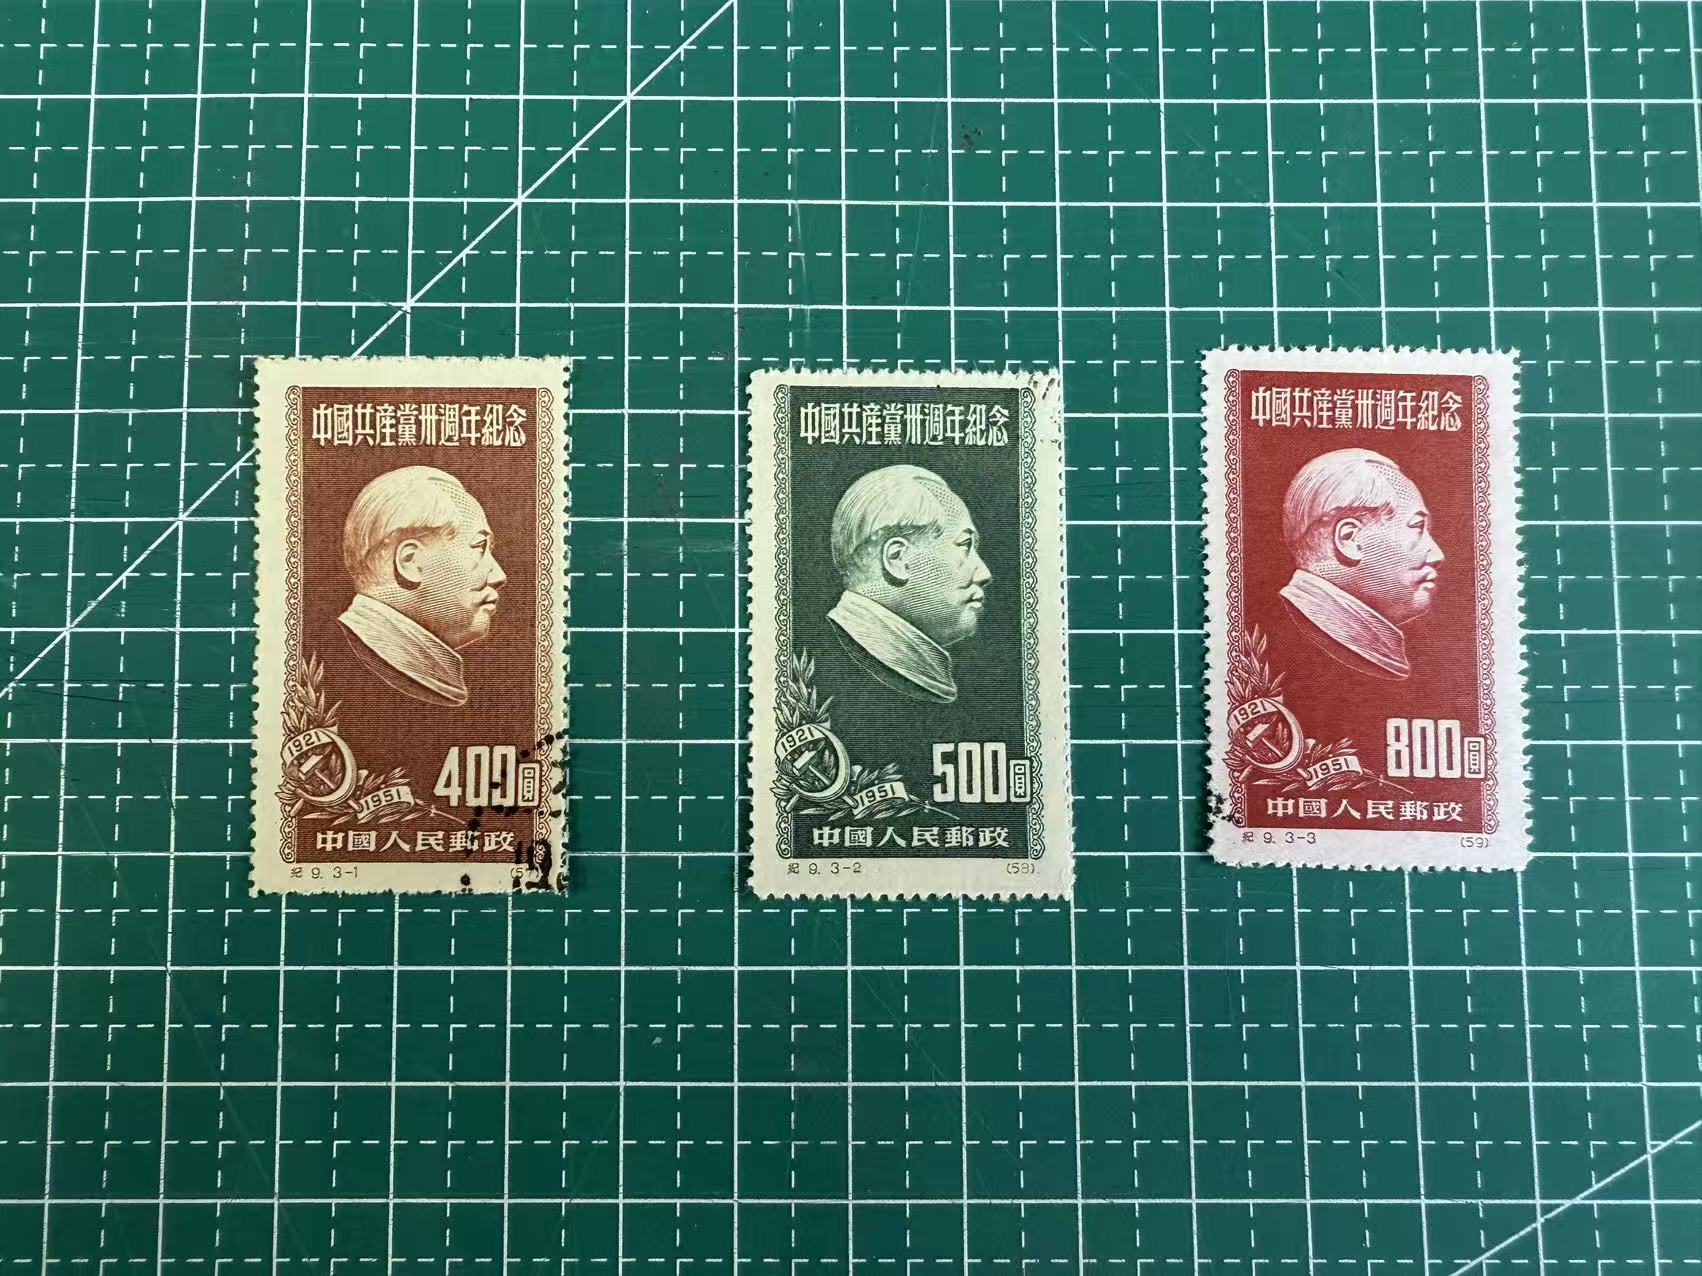 中國共産黨卅週年紀念
1921
1951
400圓
中國人民郵政
紀 9. 3-1
中國共産黨卅週年紀念
1921
1951
500圓
中國人民郵政
紀 9. 3-2 (58).
中國共産黨卅週年紀念
1921
1951
800圓
中國人民郵政
紀 9. 3-3 (59)